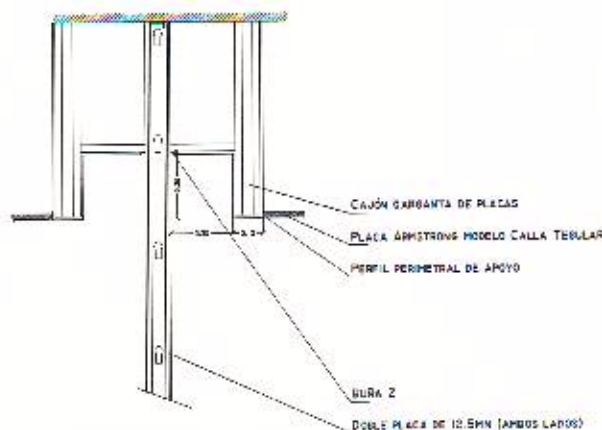 CAJÓN GARGANTA DE PLACAS
PLACA ARMSTRONG MODELO CALLA TEGULAR
PERFIL PERIMETRAL DE APOYO
BUÑA Z
DOBLE PLACA DE 12.5MM (AMBOS LADOS)